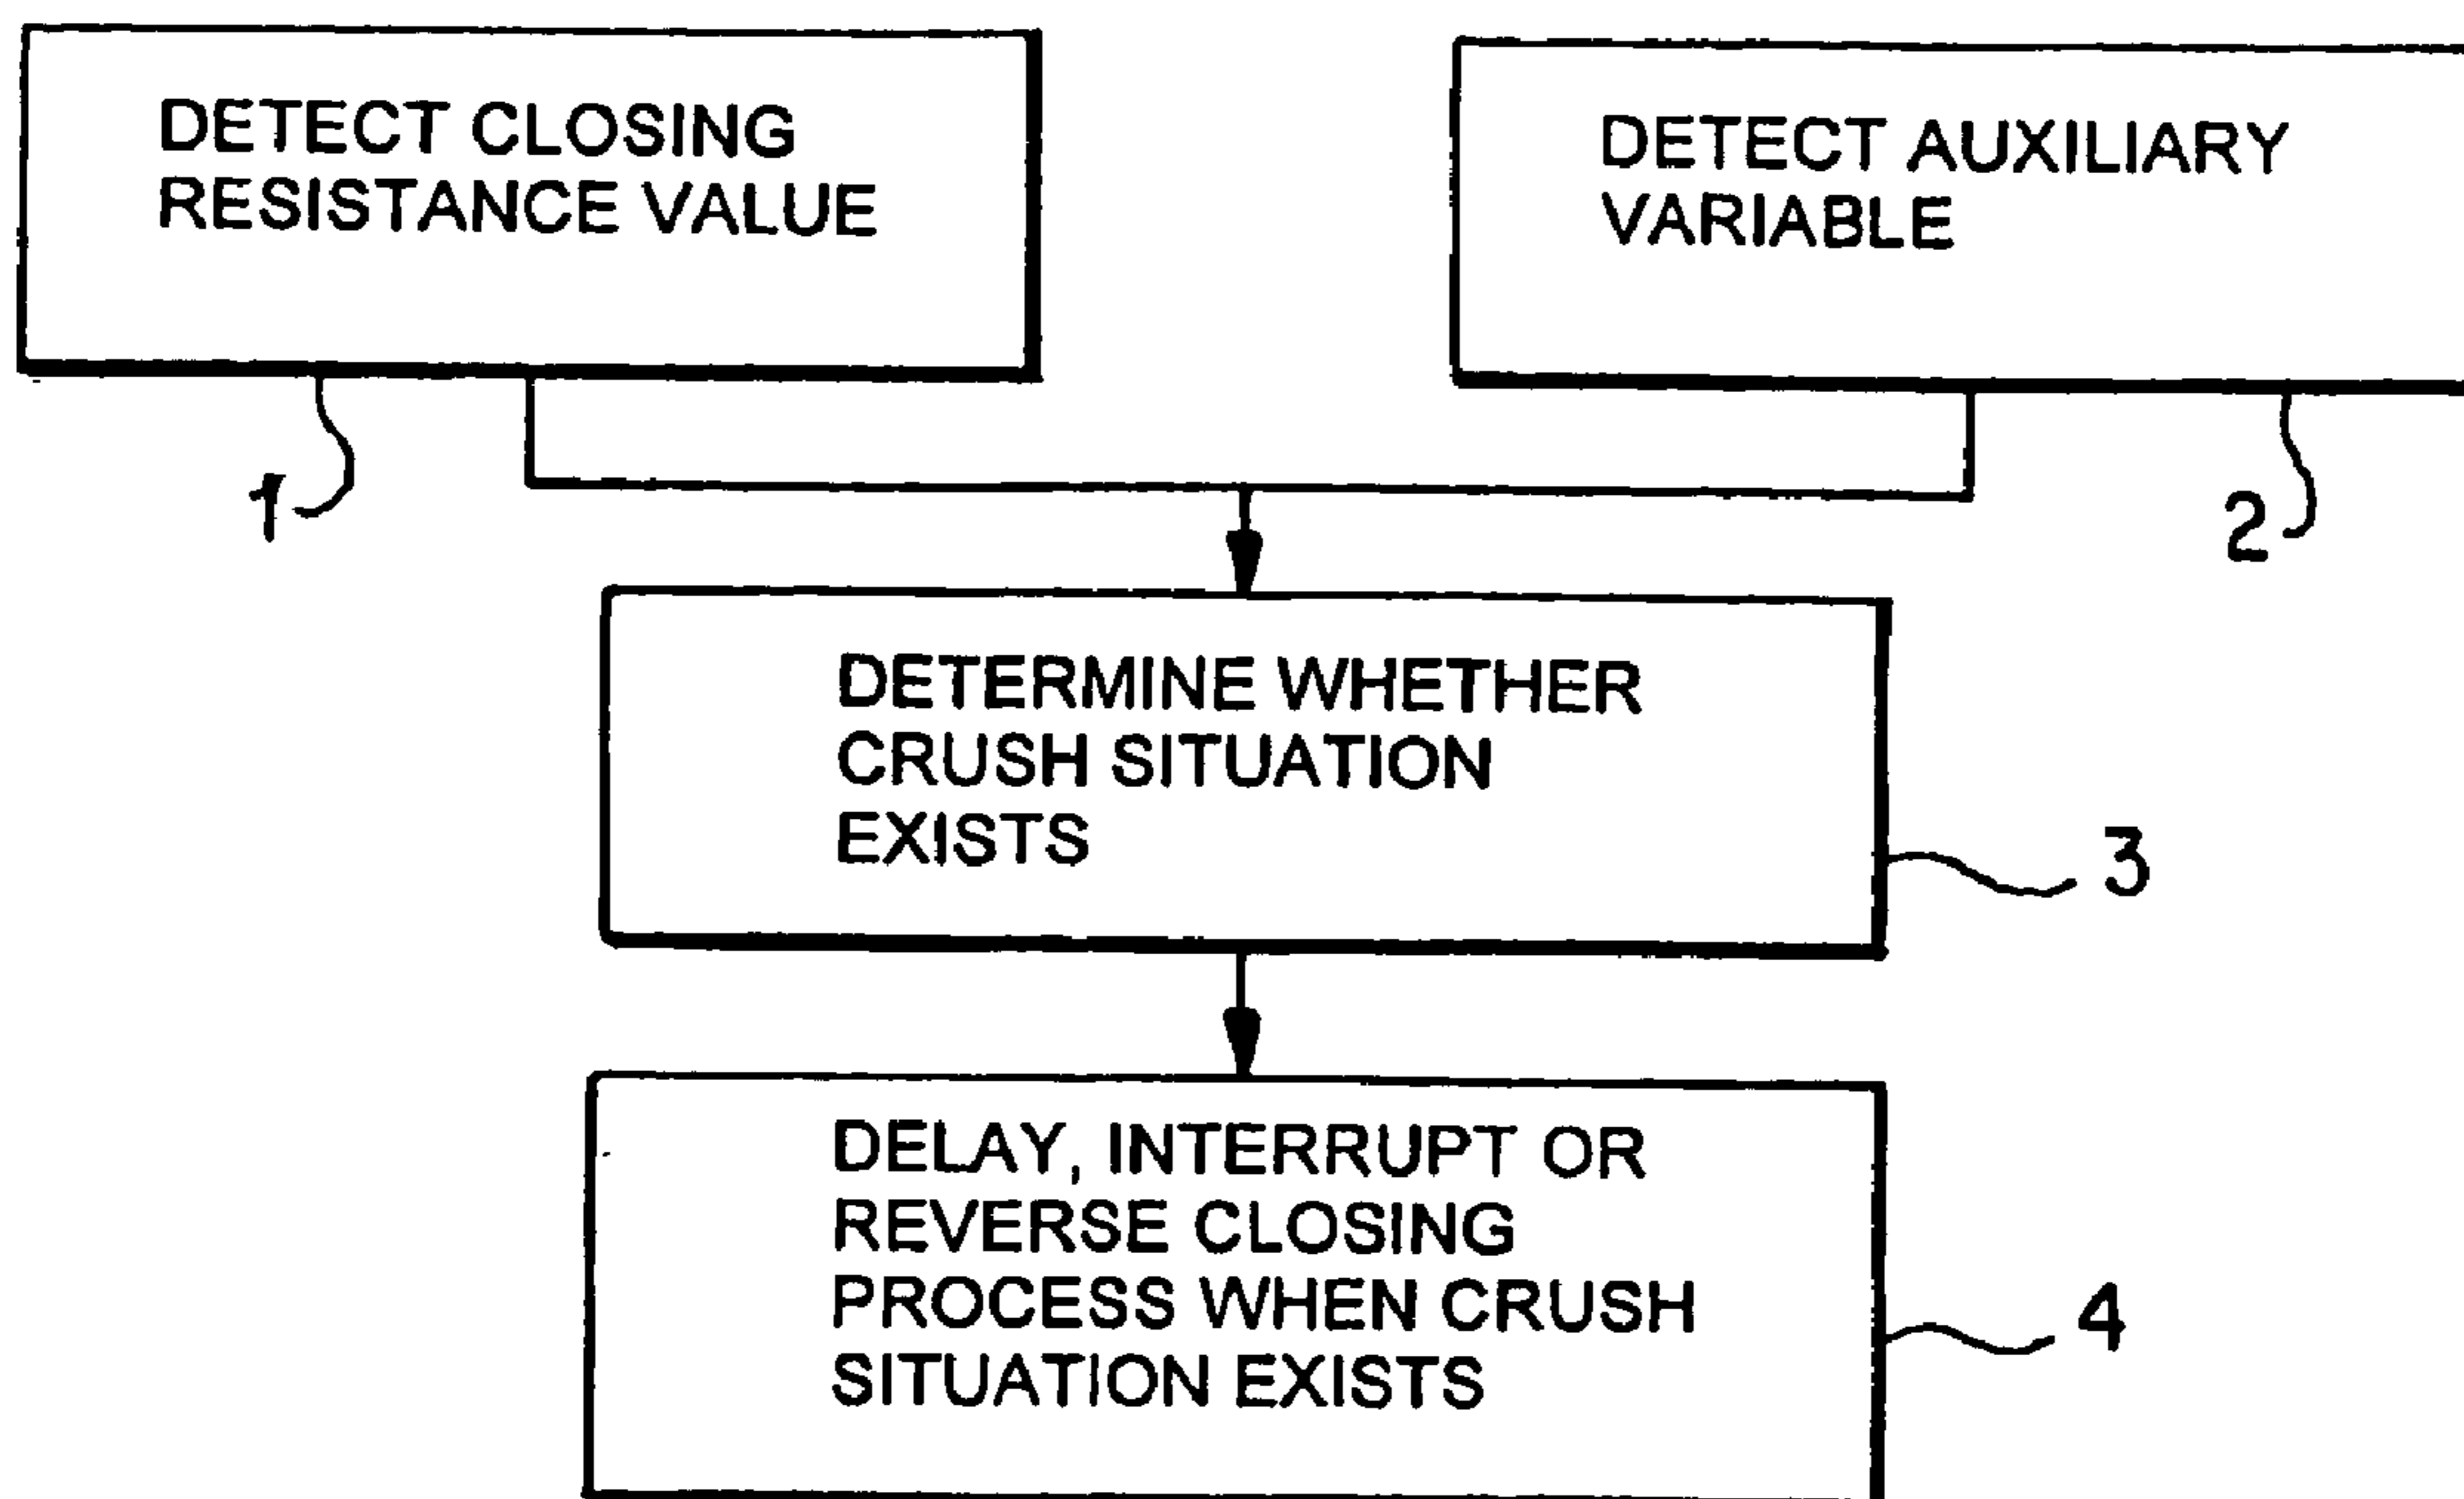 DETECT CLOSING
RESISTANCE VALUE
DETECT AUXILIARY
VARIABLE
1
2
DETERMINE WHETHER
CRUSH SITUATION
EXISTS
3
DELAY, INTERRUPT OR
REVERSE CLOSING
PROCESS WHEN CRUSH
SITUATION EXISTS
4